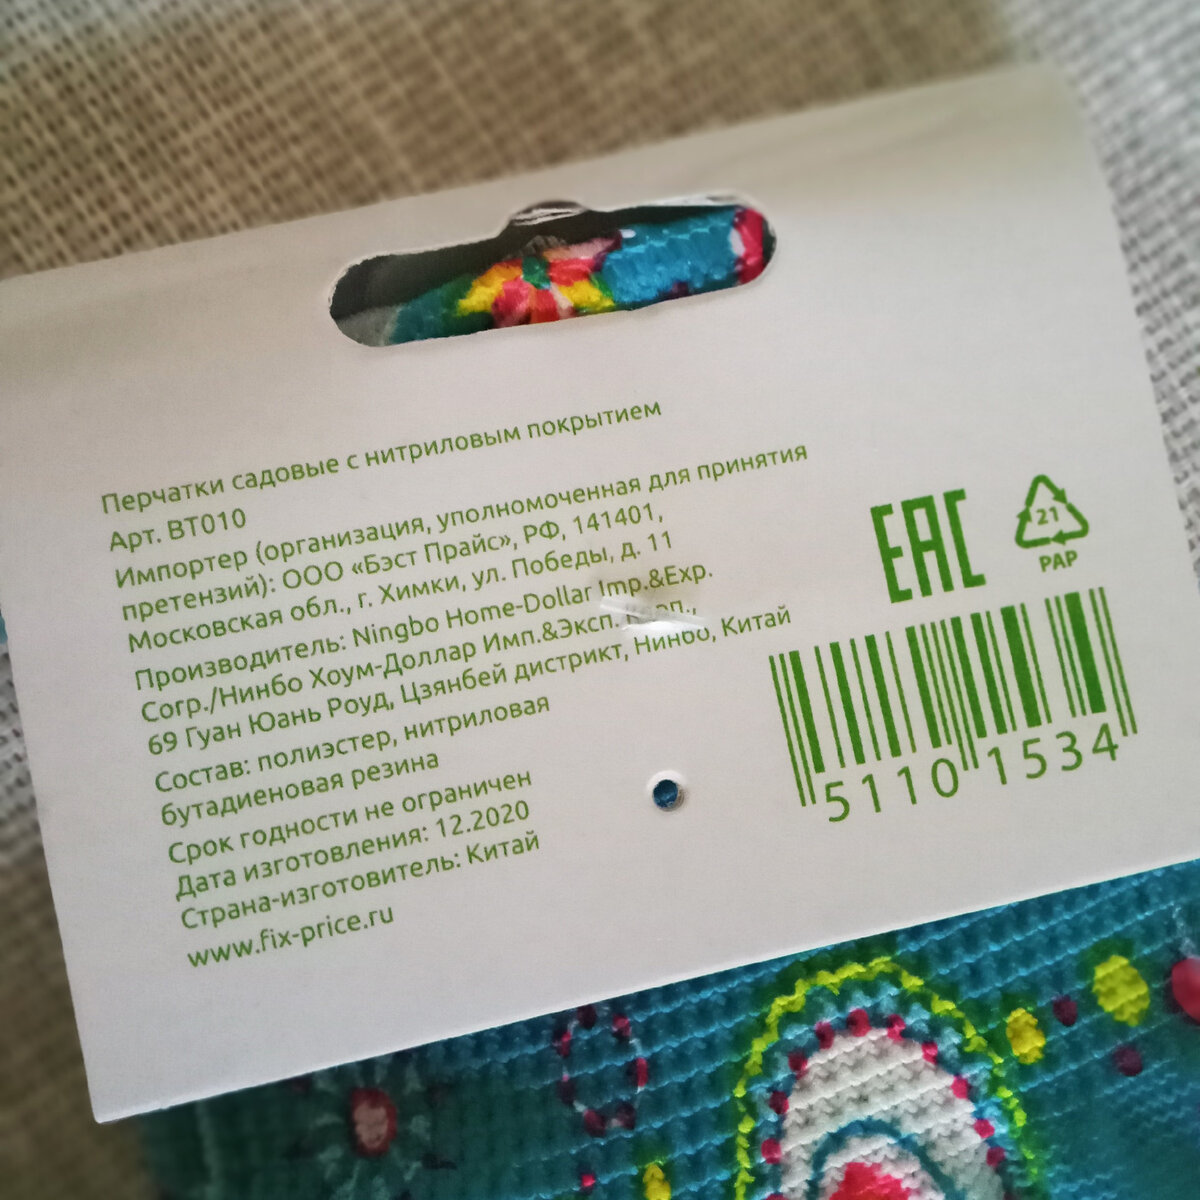 Перчатки садовые с нитриловым покрытием
Арт. BT010
Импортер (организация, уполномоченная для принятия
претензий): ООО «Бэст Прайс», РФ, 141401,
Московская обл., г. Химки, ул. Победы, д. 11
Производитель: Ningbo Home-Dollar Imp.&Exp.
Corp./Нинбо Хоум-Доллар Имп.&Эксп.
69 Гуан Юань Роуд, Цзянбей дистрикт, Нинбо, Китай
Состав: полиэстер, нитриловая
бутадиеновая резина
Срок годности не ограничен
Дата изготовления: 12.2020
Страна-изготовитель: Китай
www.fix-price.ru
EAC
21
PAP
5110 1534